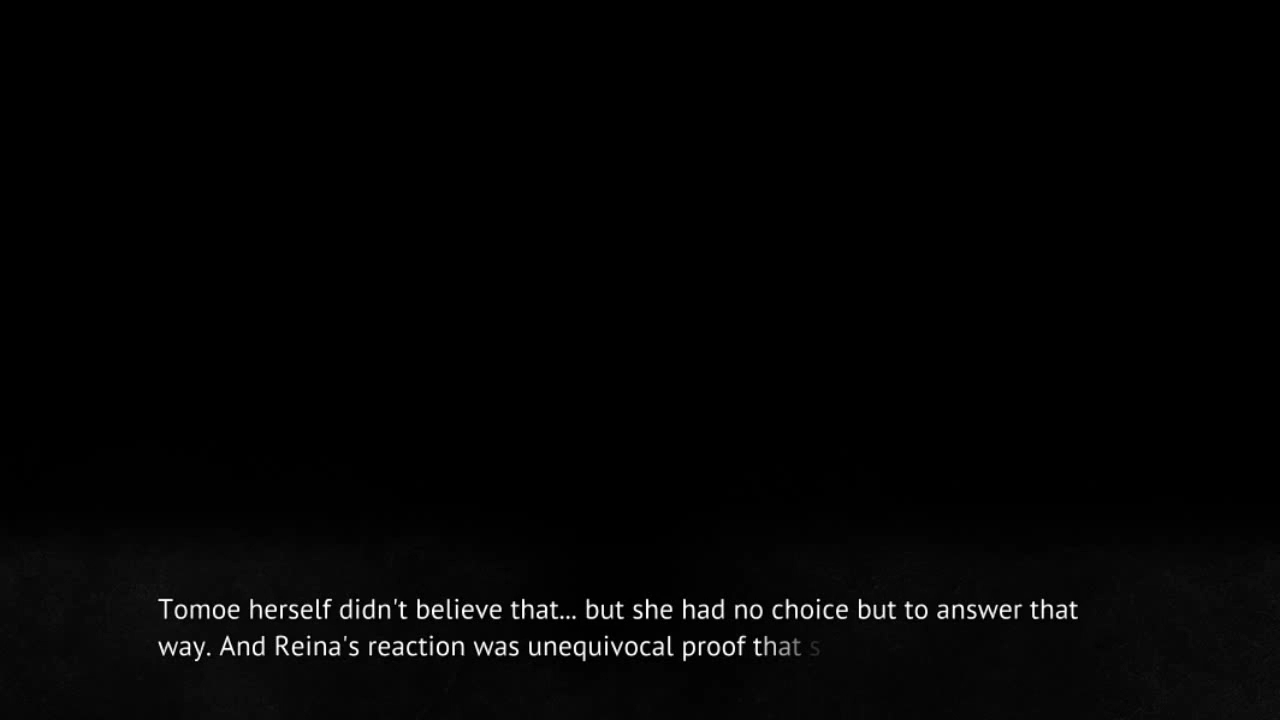 Tomoe herself didn't believe that... but she had no choice but to answer that
way. And Reina's reaction was unequivocal proof that s